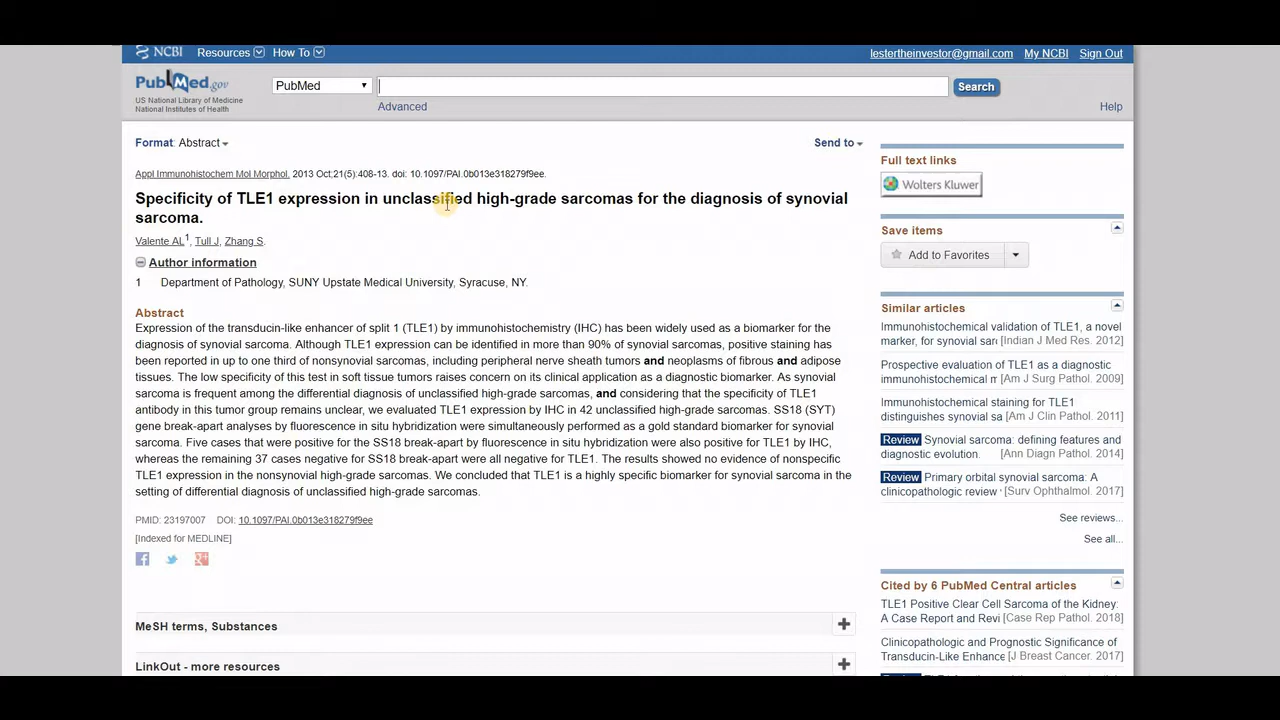 NCBI Resources How To lestertheinvestor@gmail.com My NCBI Sign Out
PubMed.gov
US National Library of Medicine
National Institutes of Health
PubMed
Search
Advanced
Help
Format: Abstract
Send to
Appl Immunohistochem Mol Morphol. 2013 Oct;21(5):408-13. doi: 10.1097/PAI.0b013e318279f9ee.
Specificity of TLE1 expression in unclassified high-grade sarcomas for the diagnosis of synovial
sarcoma.
Valente AL1, Tull J, Zhang S.
Author information
1 Department of Pathology, SUNY Upstate Medical University, Syracuse, NY.
Abstract
Expression of the transducin-like enhancer of split 1 (TLE1) by immunohistochemistry (IHC) has been widely used as a biomarker for the
diagnosis of synovial sarcoma. Although TLE1 expression can be identified in more than 90% of synovial sarcomas, positive staining has
been reported in up to one third of nonsynovial sarcomas, including peripheral nerve sheath tumors and neoplasms of fibrous and adipose
tissues. The low specificity of this test in soft tissue tumors raises concern on its clinical application as a diagnostic biomarker. As synovial
sarcoma is frequent among the differential diagnosis of unclassified high-grade sarcomas, and considering that the specificity of TLE1
antibody in this tumor group remains unclear, we evaluated TLE1 expression by IHC in 42 unclassified high-grade sarcomas. SS18 (SYT)
gene break-apart analyses by fluorescence in situ hybridization were simultaneously performed as a gold standard biomarker for synovial
sarcoma. Five cases that were positive for the SS18 break-apart by fluorescence in situ hybridization were also positive for TLE1 by IHC,
whereas the remaining 37 cases negative for SS18 break-apart were all negative for TLE1. The results showed no evidence of nonspecific
TLE1 expression in the nonsynovial high-grade sarcomas. We concluded that TLE1 is a highly specific biomarker for synovial sarcoma in the
setting of differential diagnosis of unclassified high-grade sarcomas.
PMID: 23197007 DOI: 10.1097/PAI.0b013e318279f9ee
[Indexed for MEDLINE]
MeSH terms, Substances
LinkOut - more resources
Full text links
Wolters Kluwer
Save items
Add to Favorites
Similar articles
Immunohistochemical validation of TLE1, a novel
marker, for synovial sar [Indian J Med Res. 2012]
Prospective evaluation of TLE1 as a diagnostic
immunohistochemical m [Am J Surg Pathol. 2009]
Immunohistochemical staining for TLE1
distinguishes synovial sa [Am J Clin Pathol. 2011]
Review Synovial sarcoma: defining features and
diagnostic evolution. [Ann Diagn Pathol. 2014]
Review Primary orbital synovial sarcoma: A
clinicopathologic review [Surv Ophthalmol. 2017]
See reviews...
See all...
Cited by 6 PubMed Central articles
TLE1 Positive Clear Cell Sarcoma of the Kidney:
A Case Report and Revi [Case Rep Pathol. 2018]
Clinicopathologic and Prognostic Significance of
Transducin-Like Enhance [J Breast Cancer. 2017]